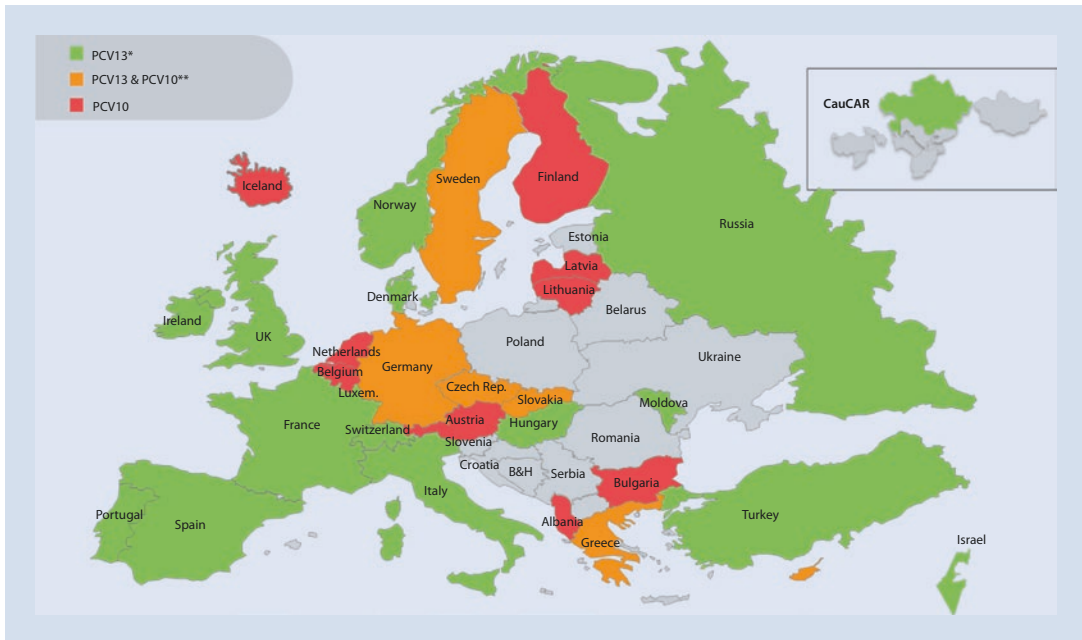 PCV13*
PCV13 & PCV10**
PCV10
CauCAR
Iceland
Sweden
Finland
Norway
Russia
Estonia
Latvia
Denmark
Lithuania
Belarus
Ireland
UK
Poland
Netherlands
Ukraine
Belgium
Germany
Luxem.
Czech Rep.
Slovakia
Moldova
France
Switzerland
Austria
Hungary
Slovenia
Romania
Croatia
B&H
Serbia
Bulgaria
Italy
Portugal
Spain
Albania
Turkey
Greece
Israel